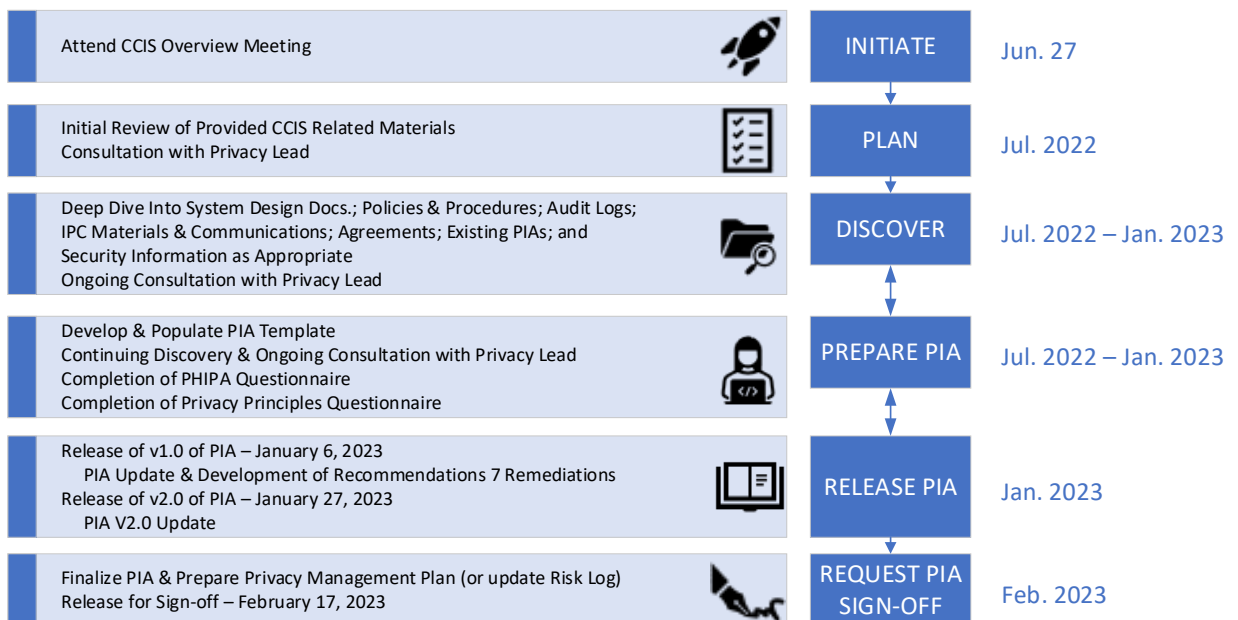 Attend CCIS Overview Meeting
INITIATE
Jun. 27
Initial Review of Provided CCIS Related Materials
Consultation with Privacy Lead
PLAN
Jul. 2022
Deep Dive Into System Design Docs.; Policies & Procedures; Audit Logs;
IPC Materials & Communications; Agreements; Existing PIAs; and
Security Information as Appropriate
Ongoing Consultation with Privacy Lead
DISCOVER
Jul. 2022 – Jan. 2023
Develop & Populate PIA Template
Continuing Discovery & Ongoing Consultation with Privacy Lead
Completion of PHIPA Questionnaire
Completion of Privacy Principles Questionnaire
</>
PREPARE PIA
Jul. 2022 – Jan. 2023
Release of v1.0 of PIA – January 6, 2023
PIA Update & Development of Recommendations 7 Remediations
Release of v2.0 of PIA – January 27, 2023
PIA V2.0 Update
RELEASE PIA
Jan. 2023
Finalize PIA & Prepare Privacy Management Plan (or update Risk Log)
Release for Sign-off – February 17, 2023
REQUEST PIA
SIGN-OFF
Feb. 2023